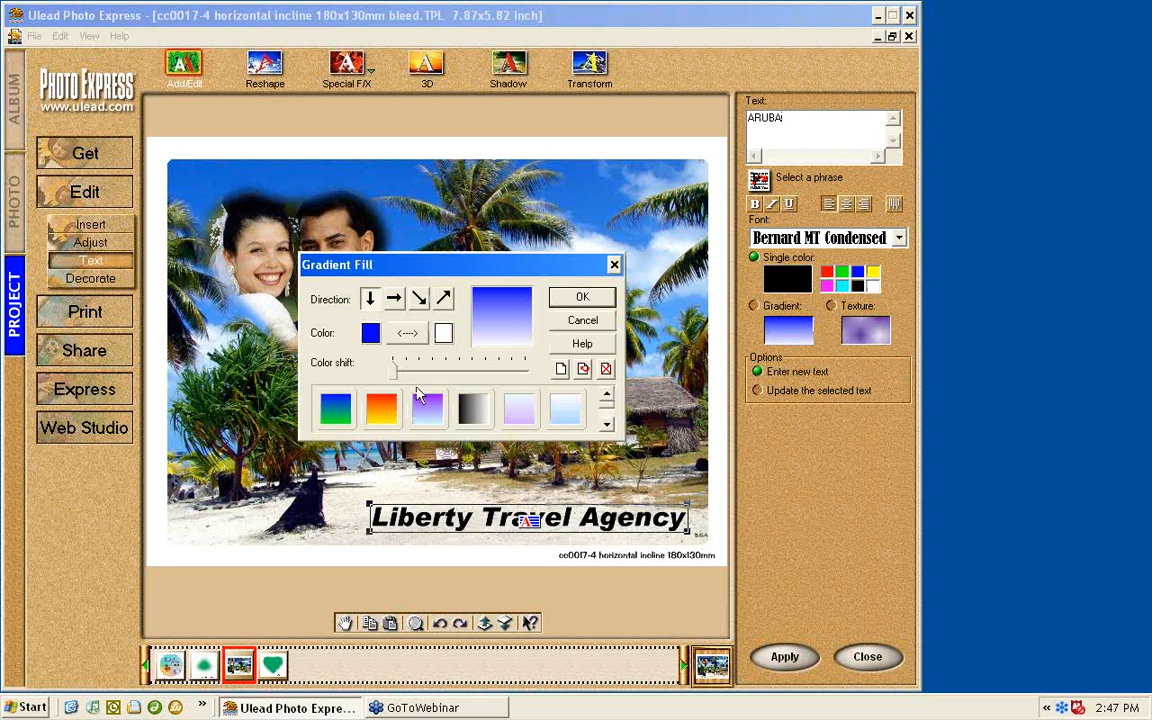 Ulead Photo Express - [cc0017-4 horizontal incline 180x130mm bleed.TPL  7.87x5.82 Inch]
File Edit View Help
ALBUM
PHOTO
PROJECT
PHOTO EXPRESS
www.ulead.com
Get
Edit
Insert
Adjust
Text
Decorate
Print
Share
Express
Web Studio
Add/Edit
Reshape
Special F/X
3D
Shadow
Transform
Gradient Fill
Direction:
Color:
<---->
Color shift:
OK
Cancel
Help
Liberty Travel Agency
cc0017-4 horizontal incline 180x130mm
Text:
ARUBA
Select a phrase
B I U
Font:
Bernard MT Condensed
Single color:
Gradient:
Texture:
Options
Enter new text
Update the selected text
Apply
Close
Start
Ulead Photo Expre...
GoToWebinar
2:47 PM